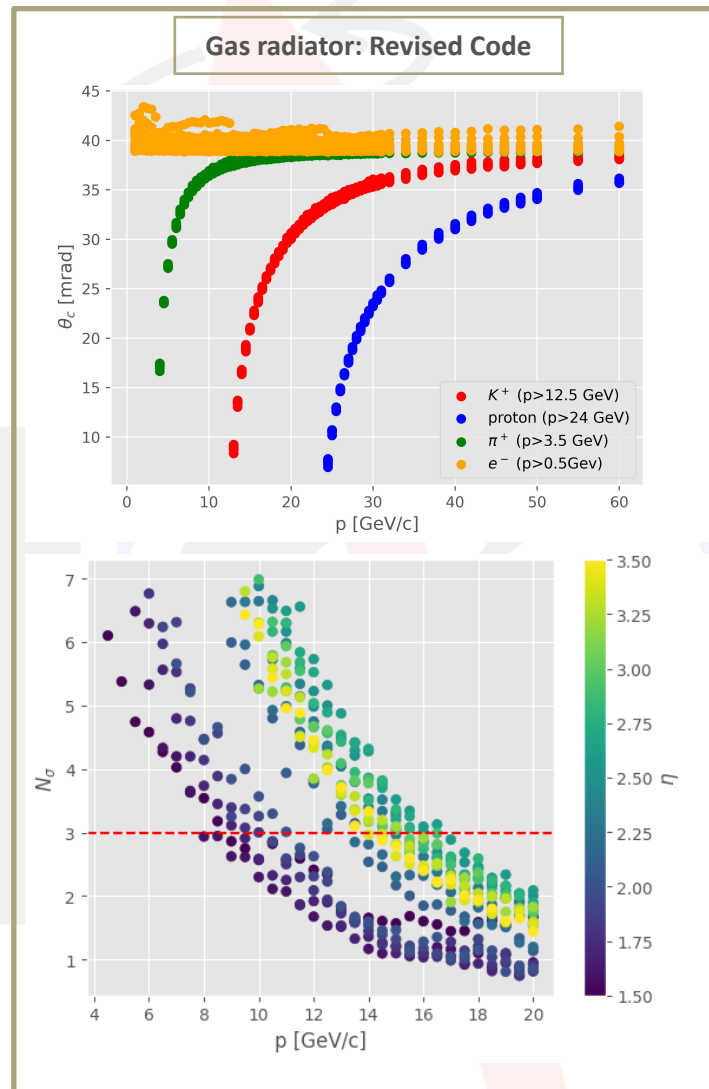 Gas radiator: Revised Code
45
40
35
30
25
20
15
10
θc [mrad]
K+ (p>12.5 GeV)
proton (p>24 GeV)
π+ (p>3.5 GeV)
e− (p>0.5Gev)
0 10 20 30 40 50 60
p [GeV/c]
7
6
5
4
3
2
1
Nσ
4 6 8 10 12 14 16 18 20
p [GeV/c]
3.50
3.25
3.00
2.75
2.50
2.25
2.00
1.75
1.50
η